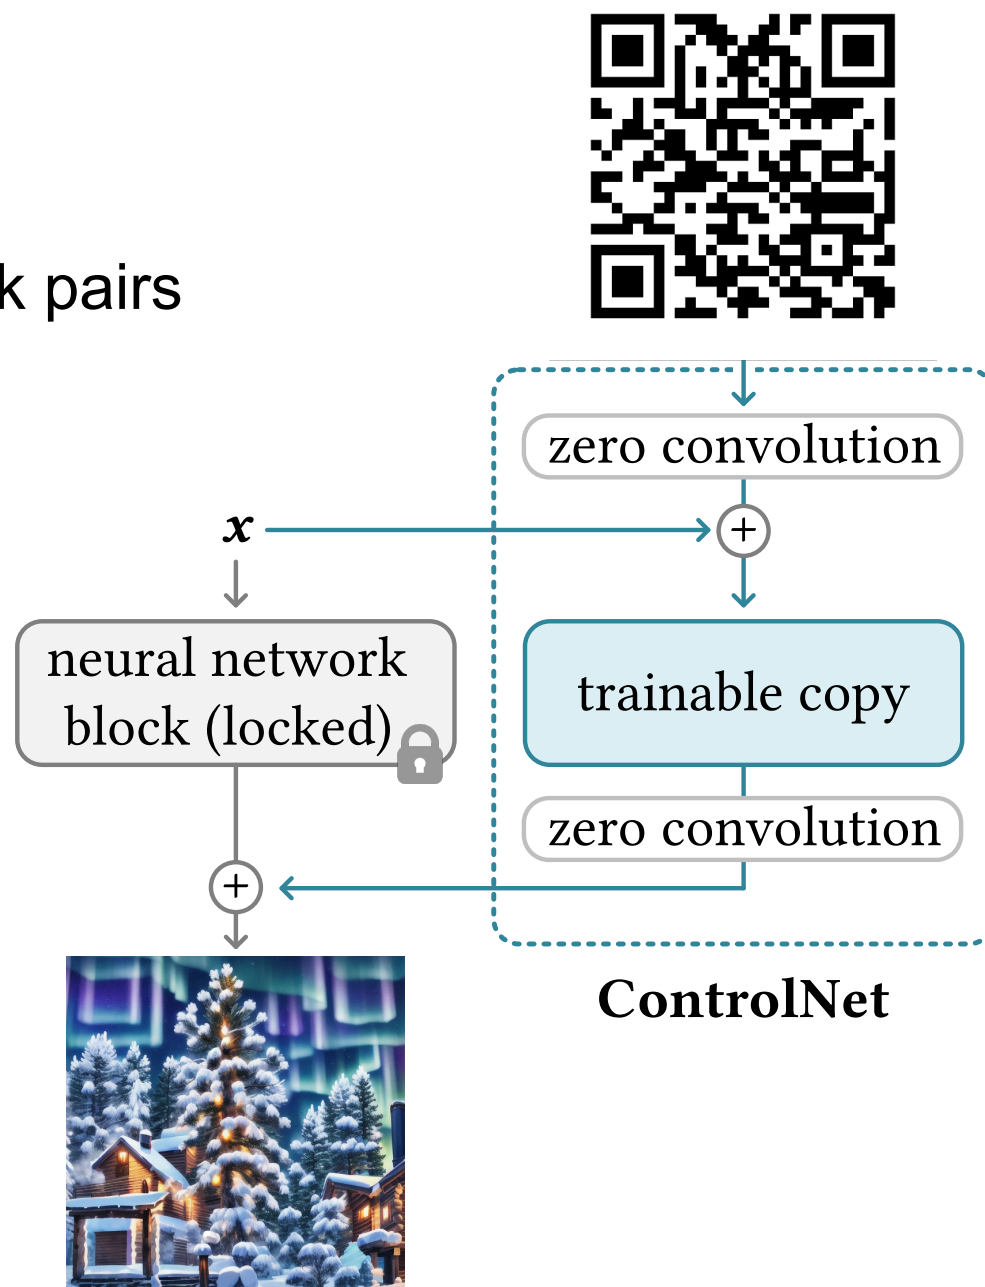 k pairs
zero convolution
x
+
neural network
block (locked)
trainable copy
zero convolution
+
ControlNet